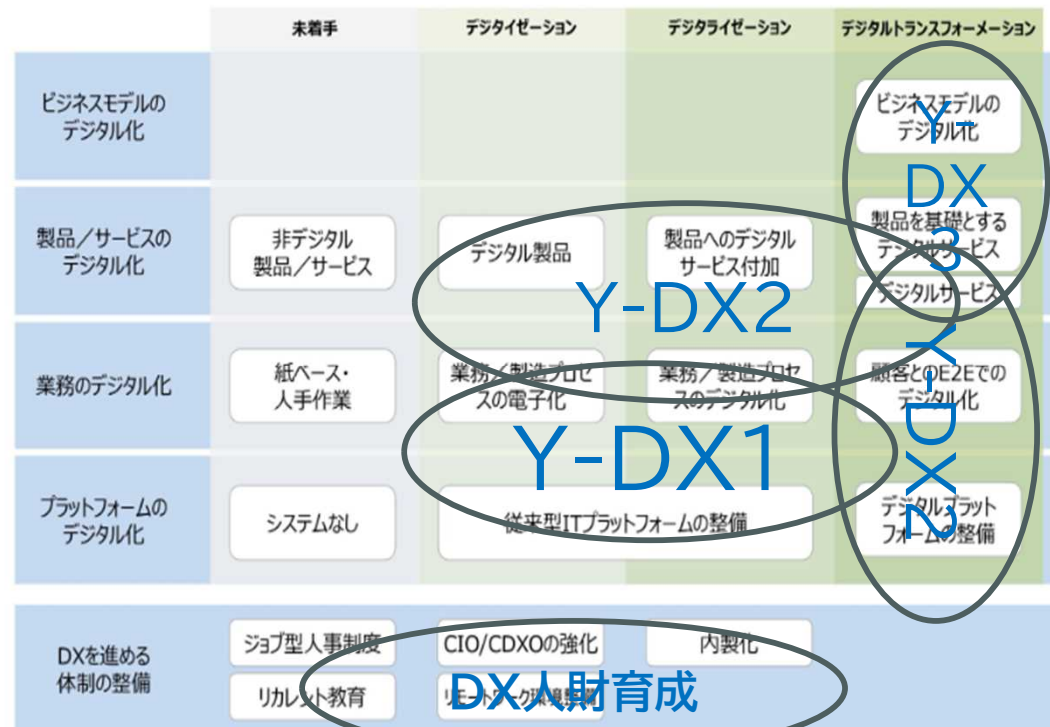 未着手
デジタイゼーション
デジタライゼーション
デジタルトランスフォーメーション
ビジネスモデルの
デジタル化
ビジネスモデルの
デジタル化
Y-
DX
3
製品／サービスの
デジタル化
非デジタル
製品／サービス
デジタル製品
製品へのデジタル
サービス付加
製品を基礎とする
デジタルサービス
デジタルサービス
Y-DX2
業務のデジタル化
紙ベース・
人手作業
業務／製造プロセ
スの電子化
業務／製造プロセ
スのデジタル化
顧客とのE2Eでの
デジタル化
Y-DX1
Y-DX2
プラットフォームの
デジタル化
システムなし
従来型ITプラットフォームの整備
デジタルプラット
フォームの整備
DXを進める
体制の整備
ジョブ型人事制度
CIO/CDXOの強化
内製化
リカレント教育
リモートワーク環境整備
DX人財育成